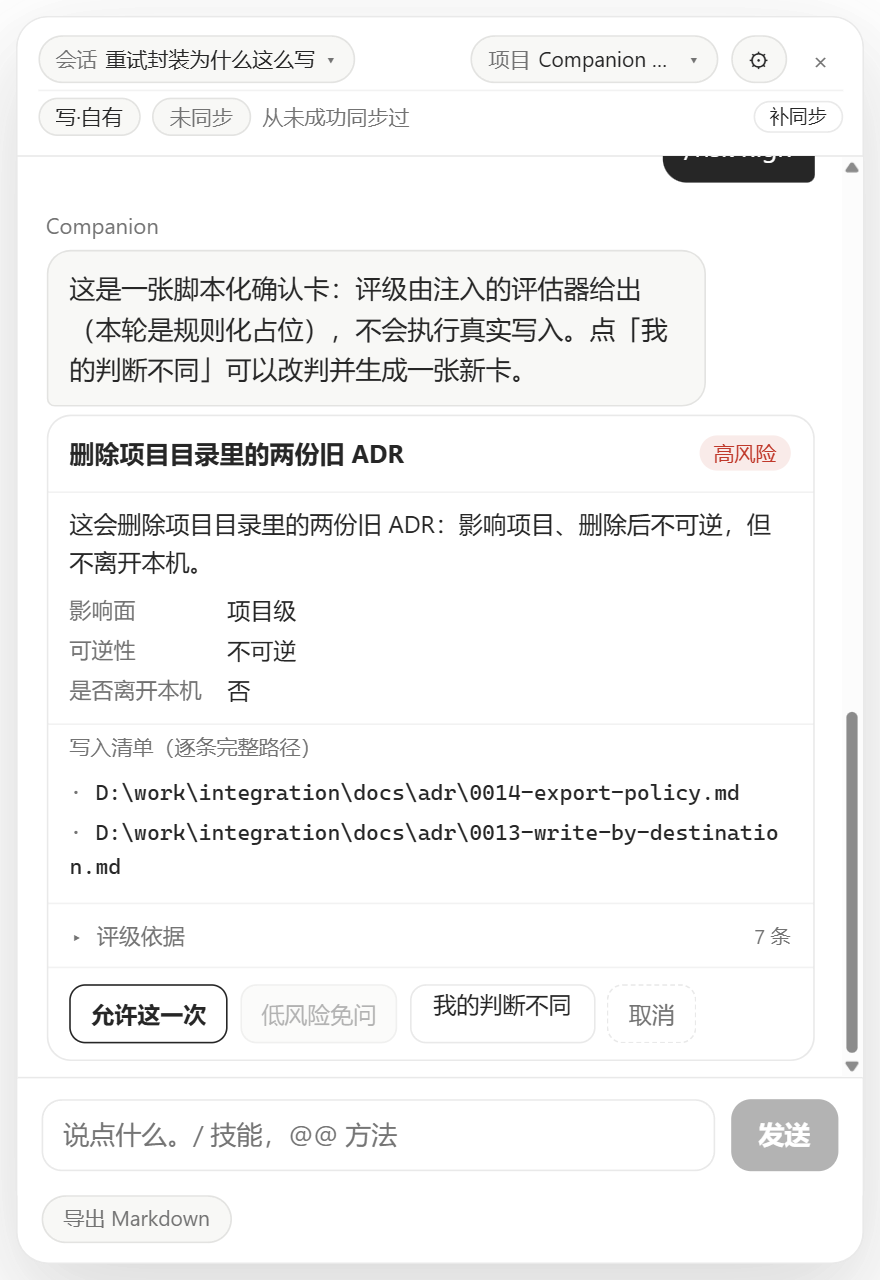 会话 重试封装为什么这么写 ▾ 项目 Companion ... ▾ ×
写·自有 未同步 从未成功同步过 补同步
Companion
这是一张脚本化确认卡：评级由注入的评估器给出
（本轮是规则化占位），不会执行真实写入。点「我
的判断不同」可以改判并生成一张新卡。
删除项目目录里的两份旧 ADR 高风险
这会删除项目目录里的两份旧 ADR：影响项目、删除后不可逆，但
不离开本机。
影响面 项目级
可逆性 不可逆
是否离开本机 否
写入清单（逐条完整路径）
· D:\work\integration\docs\adr\0014-export-policy.md
· D:\work\integration\docs\adr\0013-write-by-destinatio
n.md
▸ 评级依据 7 条
允许这一次 低风险免问 我的判断不同 取消
说点什么。/ 技能，@@ 方法 发送
导出 Markdown